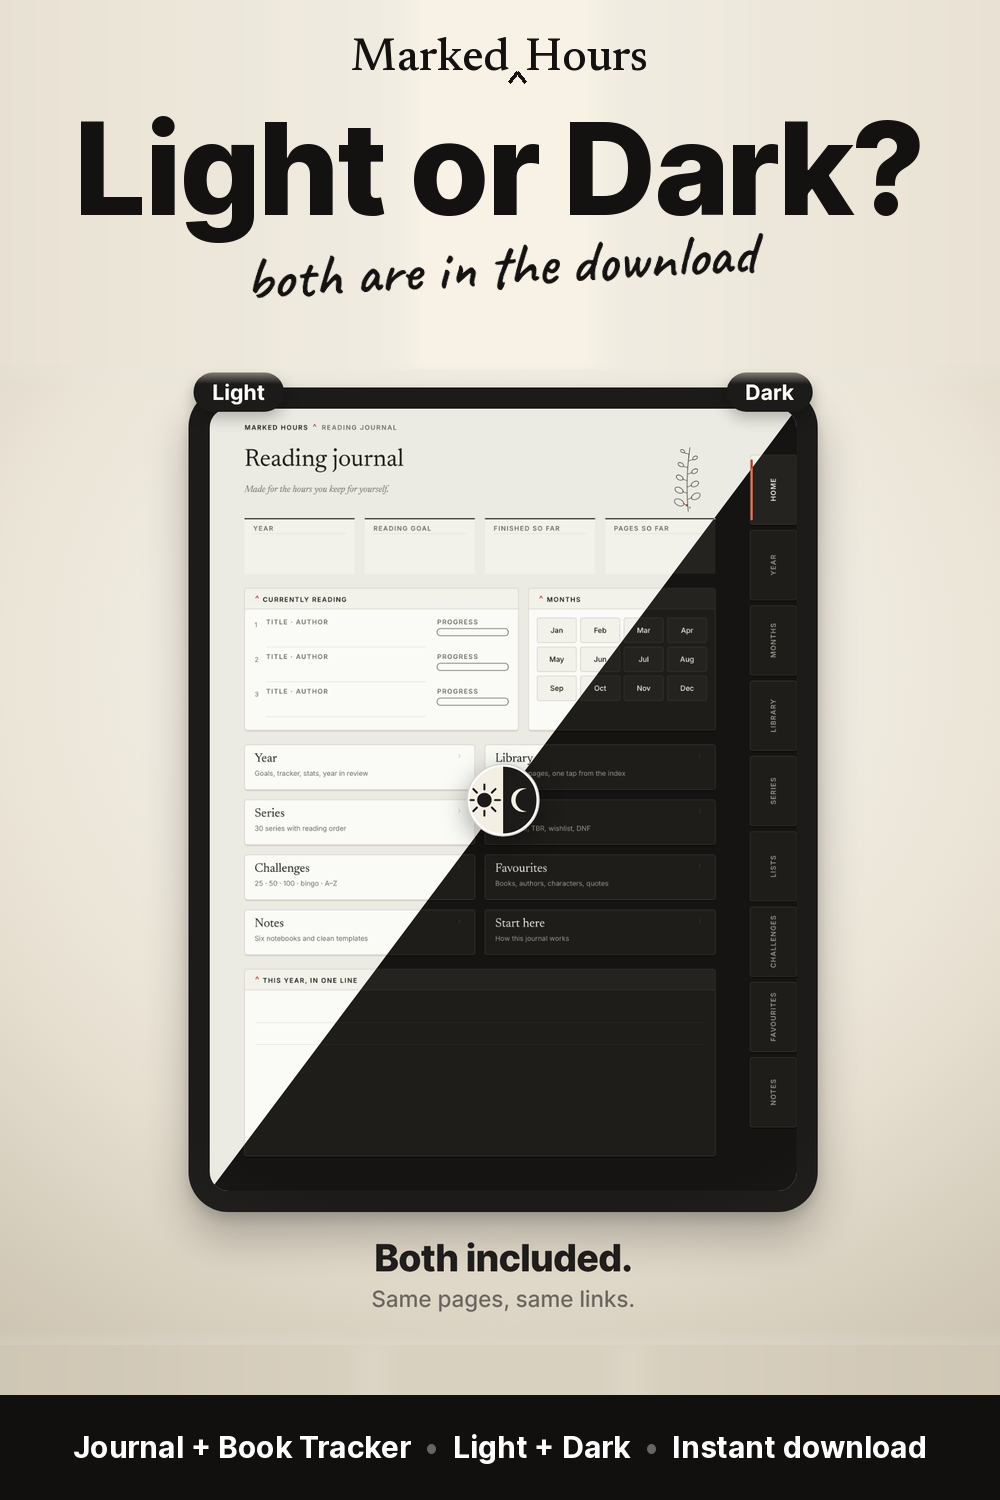 Marked^Hours
Light or Dark?
both are in the download
Light
Dark
MARKED HOURS ^ READING JOURNAL
Reading journal
Made for the hours you keep for yourself.
YEAR
READING GOAL
FINISHED SO FAR
PAGES SO FAR
^ CURRENTLY READING
1 TITLE · AUTHOR PROGRESS
2 TITLE · AUTHOR PROGRESS
3 TITLE · AUTHOR PROGRESS
^ MONTHS
Jan Feb Mar Apr
May Jun Jul Aug
Sep Oct Nov Dec
Year
Goals, tracker, stats, year in review
Library
pages, one tap from the index
Series
30 series with reading order
TBR, wishlist, DNF
Challenges
25 · 50 · 100 · bingo · A–Z
Favourites
Books, authors, characters, quotes
Notes
Six notebooks and clean templates
Start here
How this journal works
^ THIS YEAR, IN ONE LINE
HOME
YEAR
MONTHS
LIBRARY
SERIES
LISTS
CHALLENGES
FAVOURITES
NOTES
Both included.
Same pages, same links.
Journal + Book Tracker • Light + Dark • Instant download